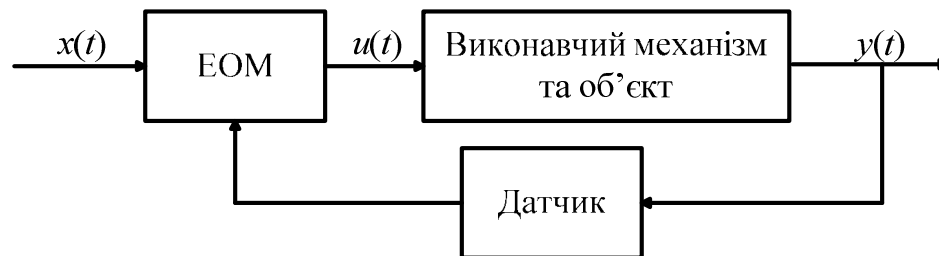 x(t)
ЕОМ
u(t)
Виконавчий механізм
та об’єкт
y(t)
Датчик